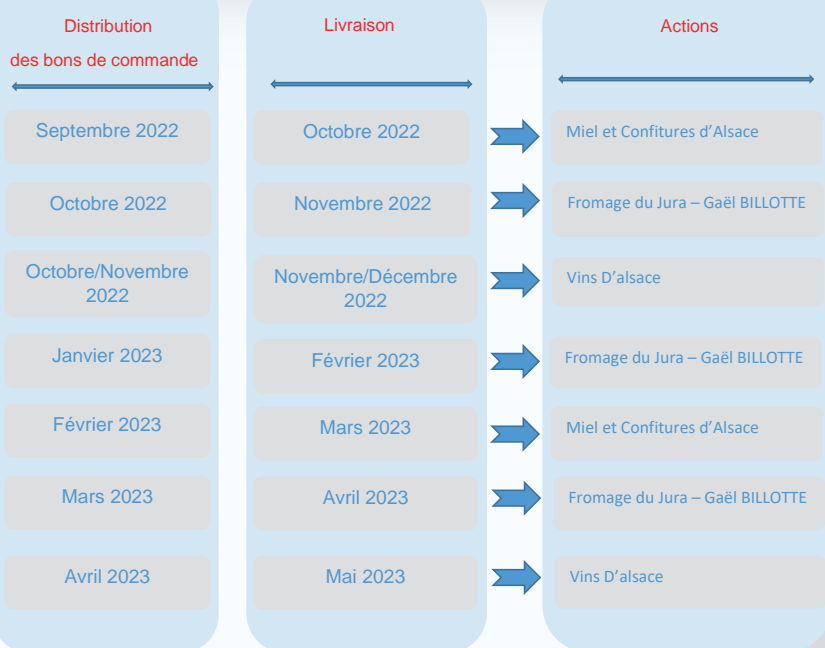 Distribution
des bons de commande
Livraison
Actions
Septembre 2022
Octobre 2022
Miel et Confitures d’Alsace
Octobre 2022
Novembre 2022
Fromage du Jura – Gaël BILLOTTE
Octobre/Novembre
2022
Novembre/Décembre
2022
Vins D’alsace
Janvier 2023
Février 2023
Fromage du Jura – Gaël BILLOTTE
Février 2023
Mars 2023
Miel et Confitures d’Alsace
Mars 2023
Avril 2023
Fromage du Jura – Gaël BILLOTTE
Avril 2023
Mai 2023
Vins D’alsace